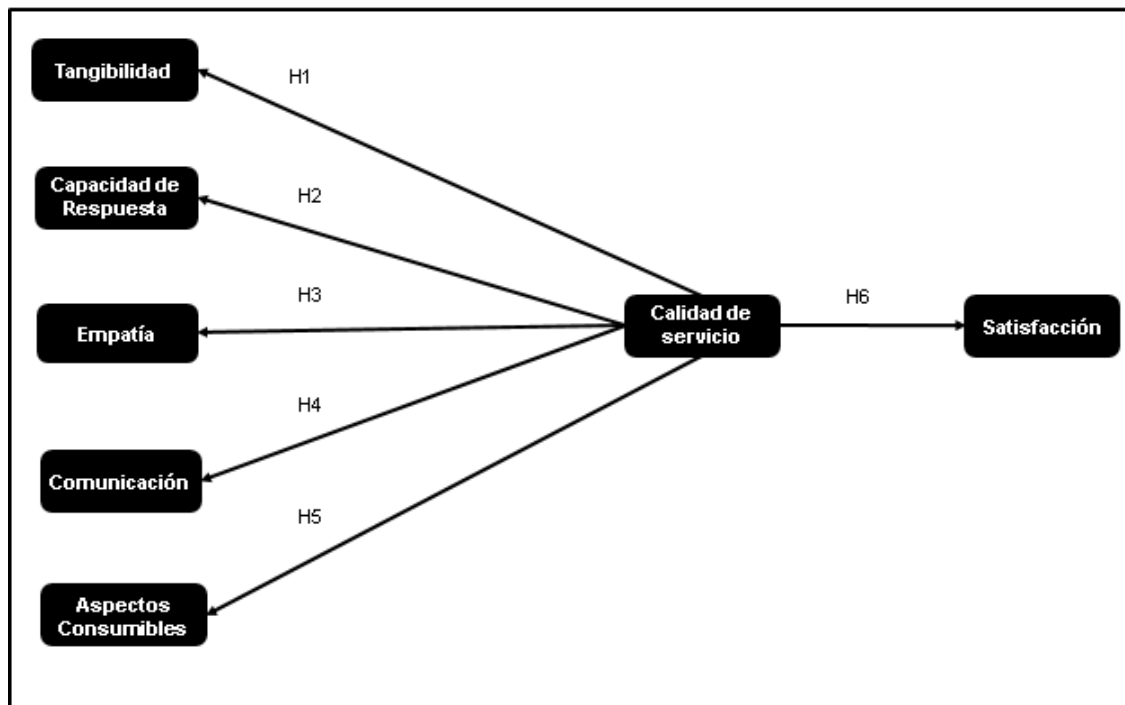 Tangibilidad
H1
Capacidad de
Respuesta
H2
Empatía
H3
Calidad de
servicio
H6
Satisfacción
Comunicación
H4
Aspectos
Consumibles
H5